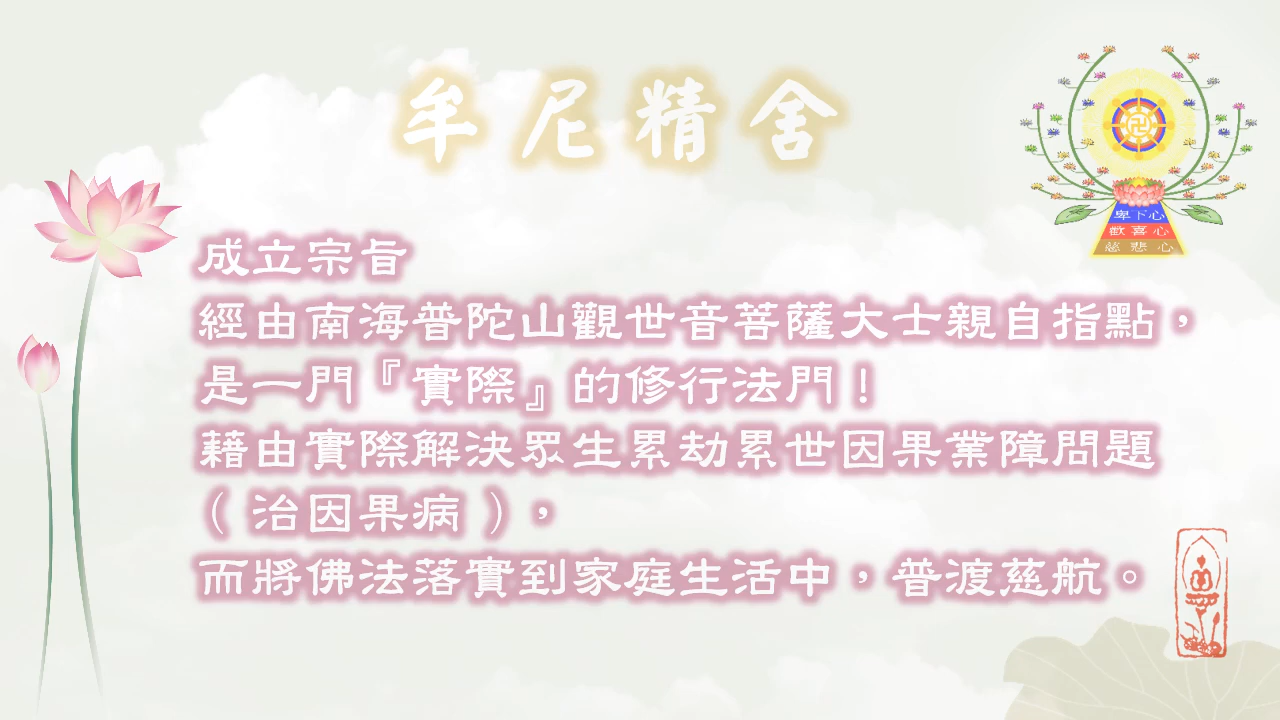 牟尼精舍
卑下心
歡喜心
慈悲心
成立宗旨
經由南海普陀山觀世音菩薩大士親自指點，
是一門『實際』的修行法門！
藉由實際解決眾生累劫累世因果業障問題
（治因果病），
而將佛法落實到家庭生活中，普渡慈航。